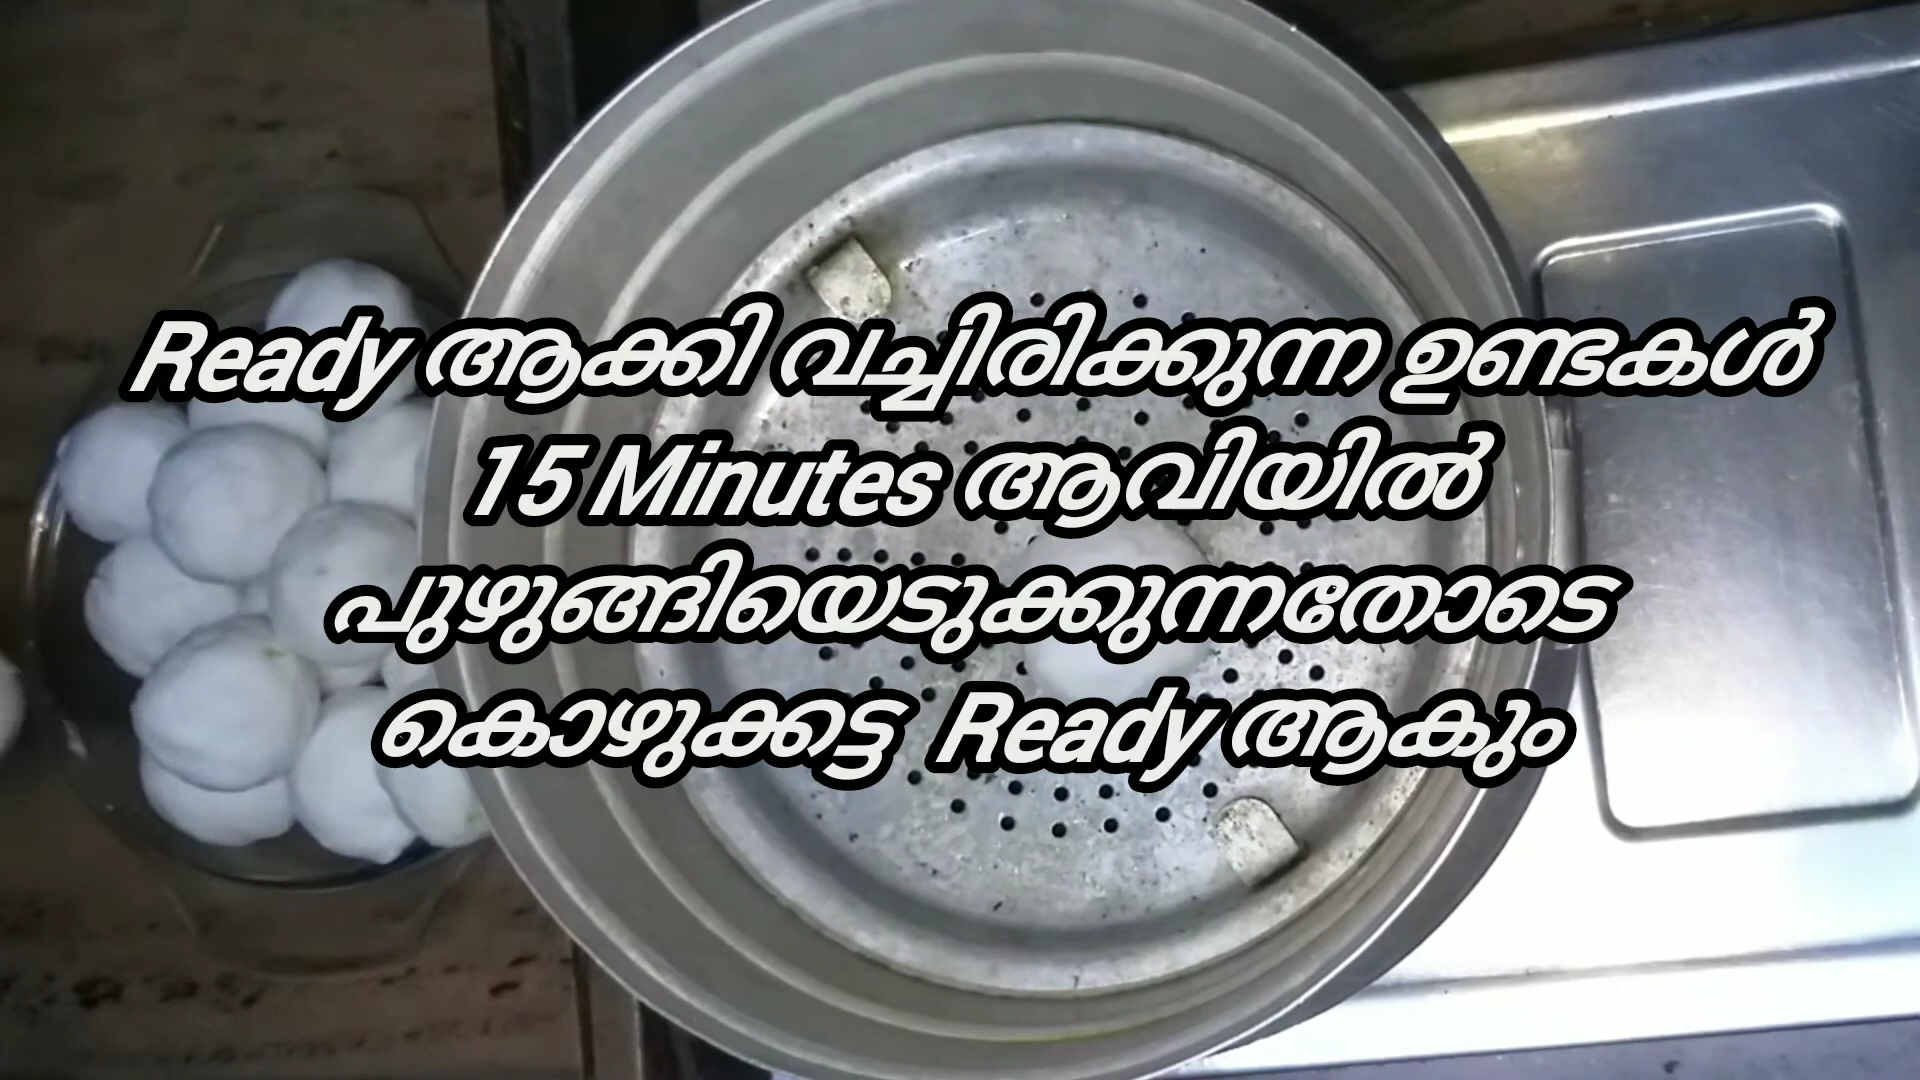 Ready ആക്കി വച്ചിരിക്കുന്ന ഉണ്ടകൾ
15 Minutes ആവിയിൽ
പുഴുങ്ങിയെടുക്കുന്നതോടെ
കൊഴുക്കട്ട Ready ആകും